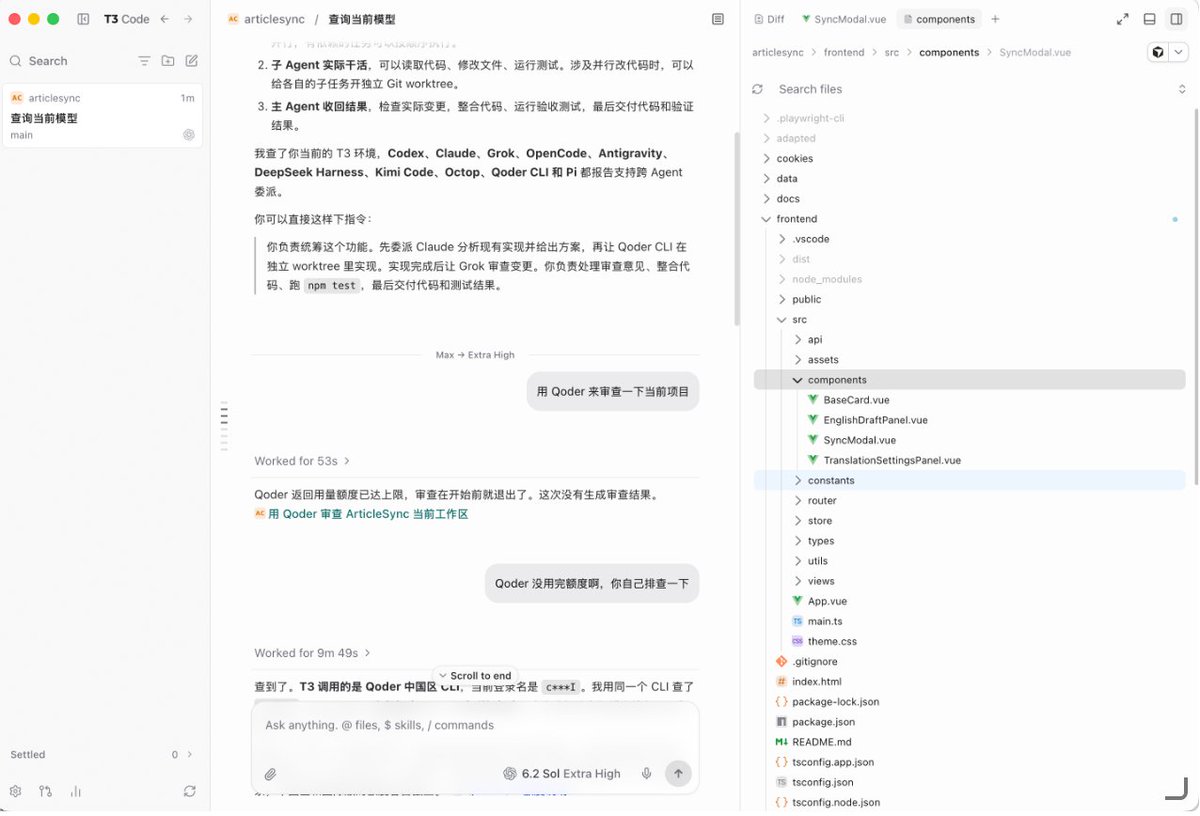 T3 Code
Search
AC articlesync 1m
查询当前模型
main
Settled 0
AC articlesync / 查询当前模型
2. 子 Agent 实际干活，可以读取代码、修改文件、运行测试。涉及并行改代码时，可以
给各自的子任务开独立 Git worktree。
3. 主 Agent 收回结果，检查实际变更，整合代码、运行验收测试，最后交付代码和验证
结果。
我查了你当前的 T3 环境，Codex、Claude、Grok、OpenCode、Antigravity、
DeepSeek Harness、Kimi Code、Octop、Qoder CLI 和 Pi 都报告支持跨 Agent
委派。
你可以直接这样下指令：
你负责统筹这个功能。先委派 Claude 分析现有实现并给出方案，再让 Qoder CLI 在
独立 worktree 里实现。实现完成后让 Grok 审查变更。你负责处理审查意见、整合代
码、跑 npm test，最后交付代码和测试结果。
Max → Extra High
用 Qoder 来审查一下当前项目
Worked for 53s
Qoder 返回用量额度已达上限，审查在开始前就退出了。这次没有生成审查结果。
AC 用 Qoder 审查 ArticleSync 当前工作区
Qoder 没用完额度啊，你自己排查一下
Worked for 9m 49s
Scroll to end
查到了。T3 调用的是 Qoder 中国区 CLI，当前登录名是 c***I。我用同一个 CLI 查了
Ask anything. @ files, $ skills, / commands
6.2 Sol Extra High
Diff SyncModal.vue components
articlesync > frontend > src > components > SyncModal.vue
Search files
.playwright-cli
adapted
cookies
data
docs
frontend
.vscode
dist
node_modules
public
src
api
assets
components
BaseCard.vue
EnglishDraftPanel.vue
SyncModal.vue
TranslationSettingsPanel.vue
constants
router
store
types
utils
views
App.vue
TS main.ts
CSS theme.css
.gitignore
index.html
package-lock.json
package.json
README.md
tsconfig.app.json
TS tsconfig.json
tsconfig.node.json